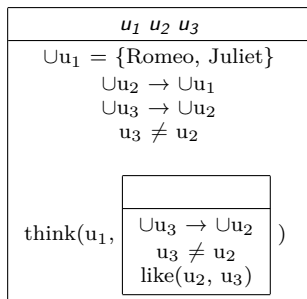 u₁ u₂ u₃
∪u₁ = {Romeo, Juliet}
∪u₂ → ∪u₁
∪u₃ → ∪u₂
u₃ ≠ u₂
∪u₃ → ∪u₂
think(u₁, u₃ ≠ u₂ )
like(u₂, u₃)